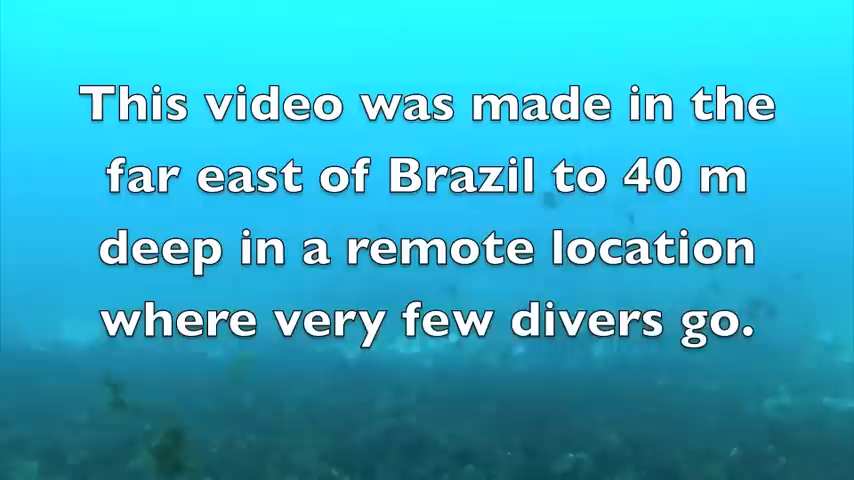 This video was made in the
far east of Brazil to 40 m
deep in a remote location
where very few divers go.